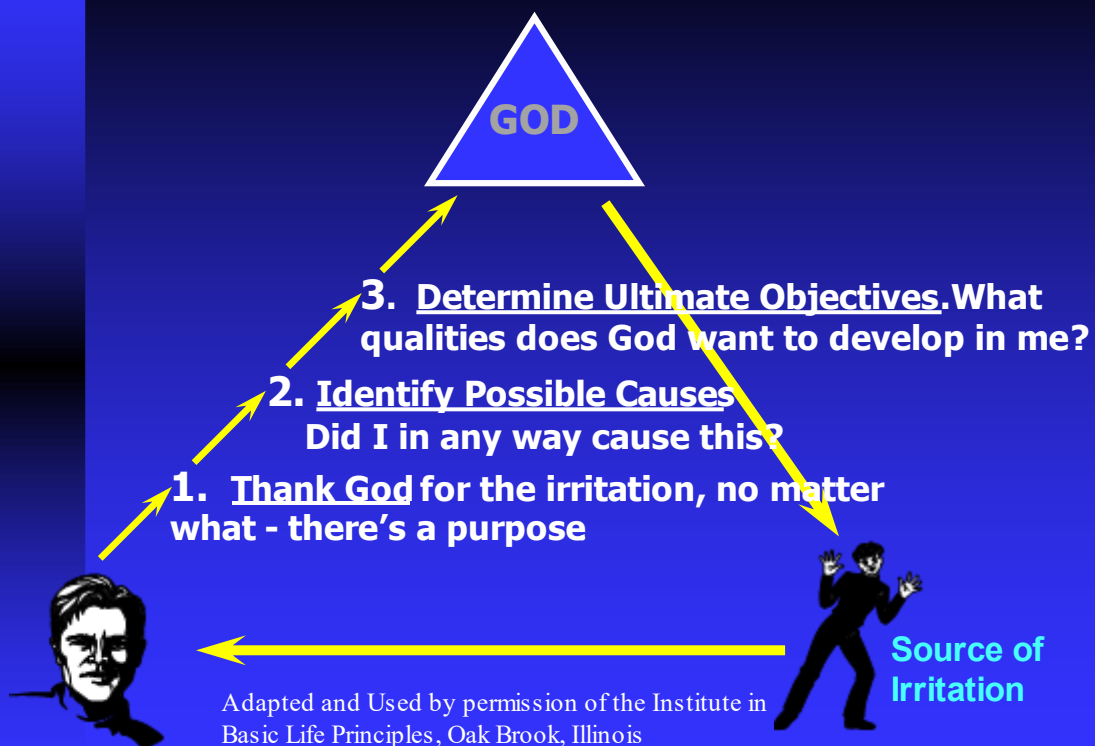 GOD
3. Determine Ultimate Objectives.What
qualities does God want to develop in me?
2. Identify Possible Causes
Did I in any way cause this?
1. Thank God for the irritation, no matter
what - there's a purpose
Source of
Irritation
Adapted and Used by permission of the Institute in
Basic Life Principles, Oak Brook, Illinois